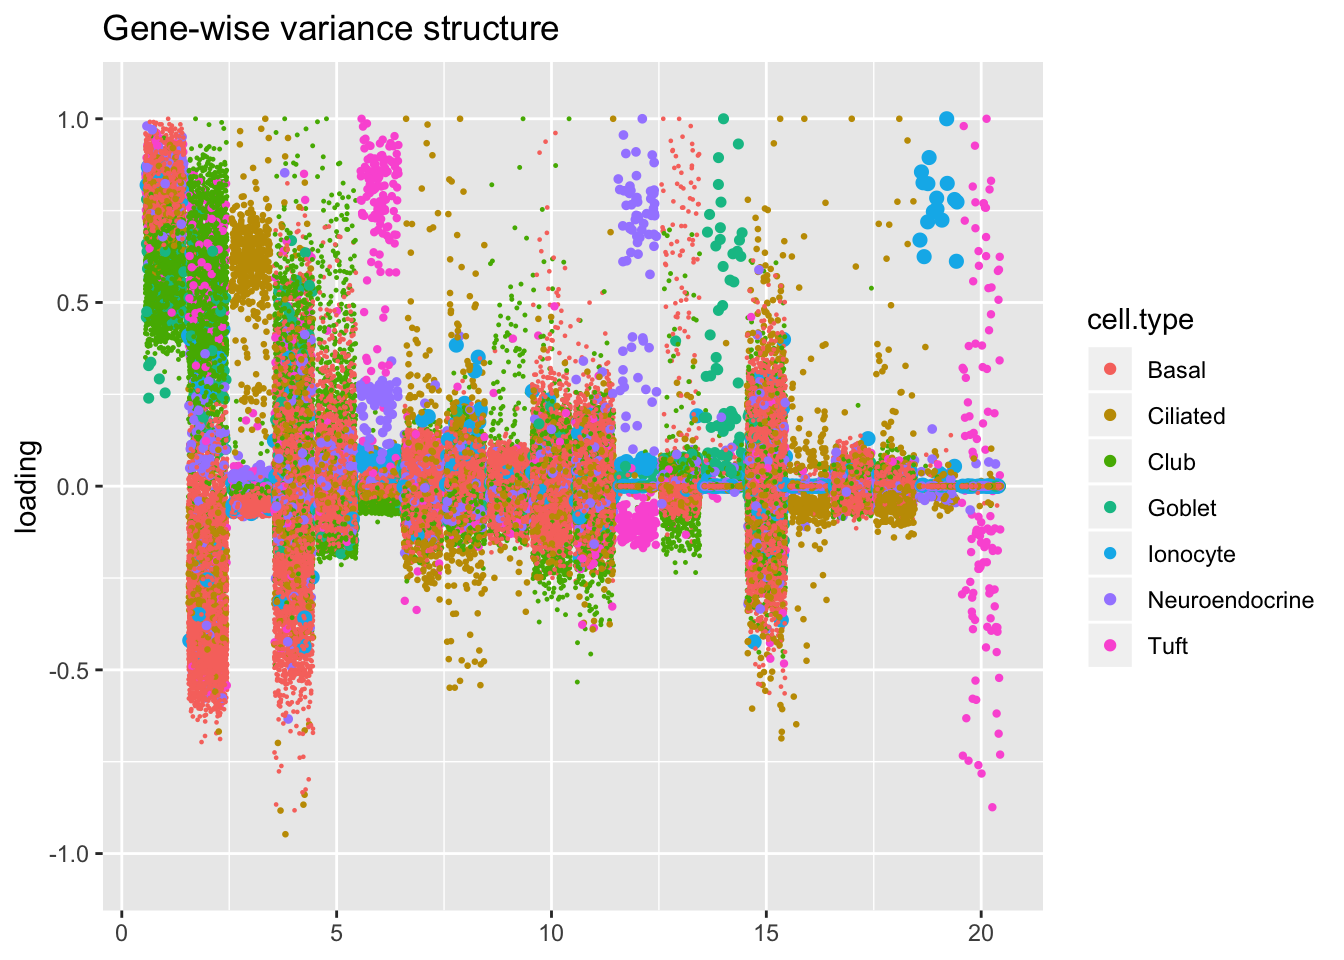 Gene-wise variance structure
loading
1.0
0.5
0.0
-0.5
-1.0
0
5
10
15
20
cell.type
Basal
Ciliated
Club
Goblet
Ionocyte
Neuroendocrine
Tuft